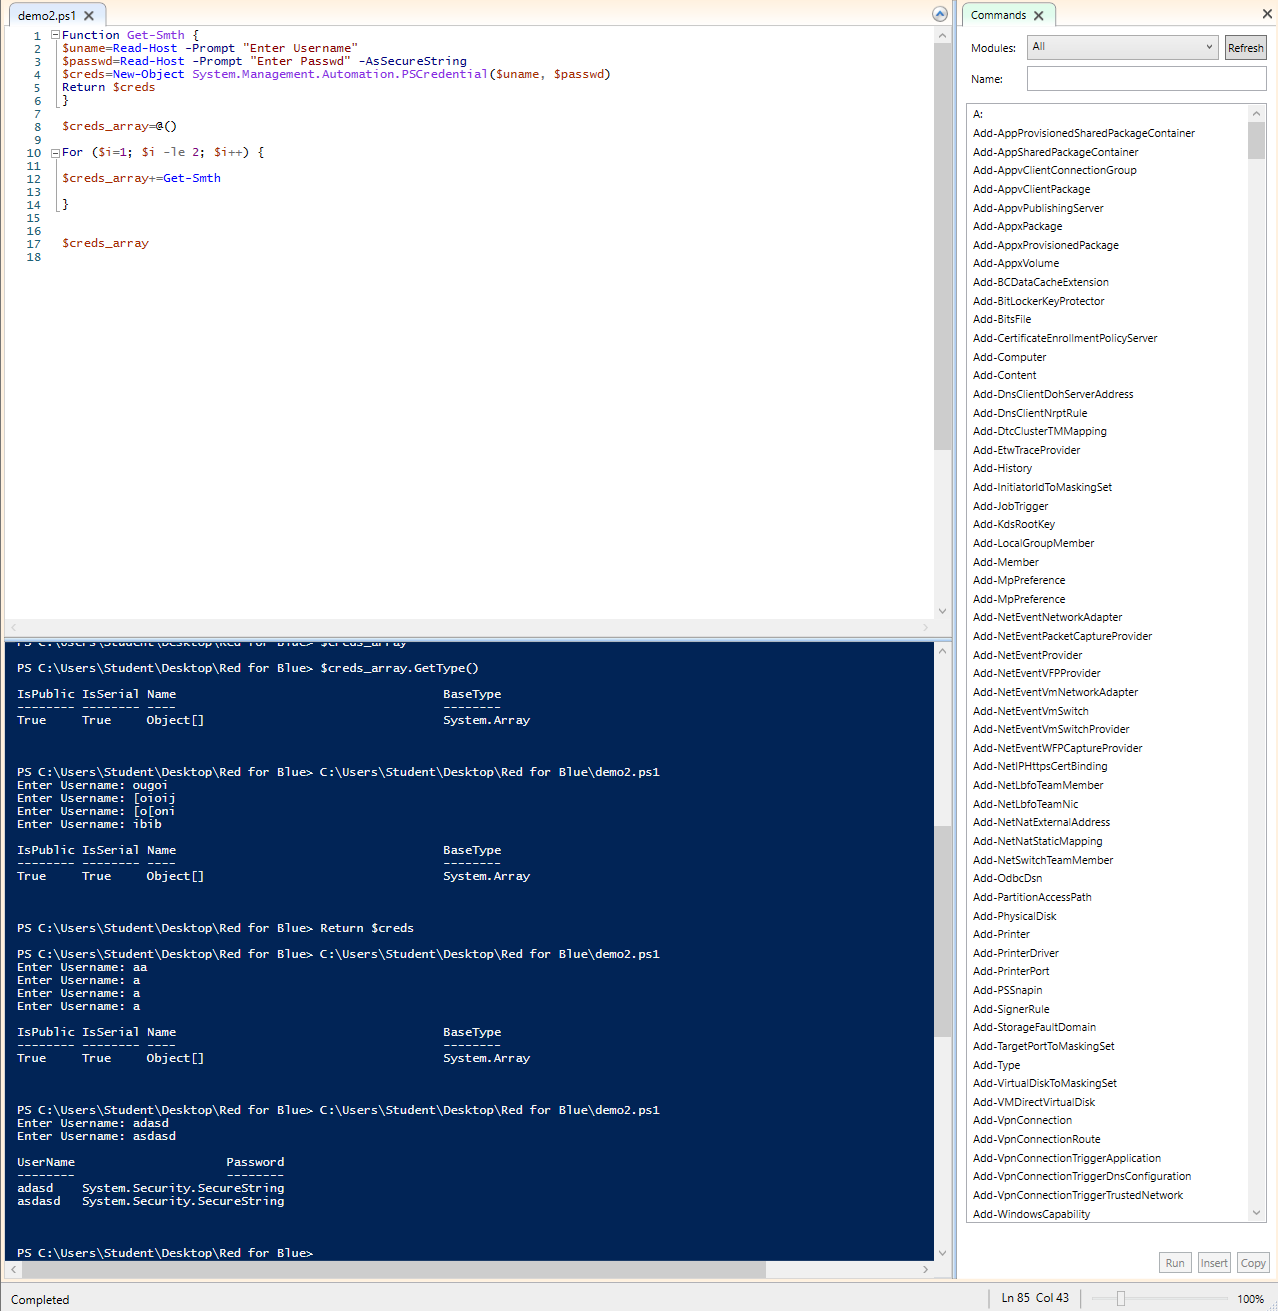 demo2.ps1
1 Function Get-Smth {
2 $uname=Read-Host -Prompt "Enter Username"
3 $passwd=Read-Host -Prompt "Enter Passwd" -AsSecureString
4 $creds=New-Object System.Management.Automation.PSCredential($uname, $passwd)
5 Return $creds
6 }
7
8 $creds_array=@()
9
10 For ($i=1; $i -le 2; $i++) {
11
12 $creds_array+=Get-Smth
13
14 }
15
16
17 $creds_array
18
PS C:\Users\Student\Desktop\Red for Blue> $creds_array
PS C:\Users\Student\Desktop\Red for Blue> $creds_array.GetType()
IsPublic IsSerial Name BaseType
-------- -------- ---- --------
True True Object[] System.Array
PS C:\Users\Student\Desktop\Red for Blue> C:\Users\Student\Desktop\Red for Blue\demo2.ps1
Enter Username: ougoi
Enter Username: [oioij
Enter Username: [o[oni
Enter Username: ibib
IsPublic IsSerial Name BaseType
-------- -------- ---- --------
True True Object[] System.Array
PS C:\Users\Student\Desktop\Red for Blue> Return $creds
PS C:\Users\Student\Desktop\Red for Blue> C:\Users\Student\Desktop\Red for Blue\demo2.ps1
Enter Username: aa
Enter Username: a
Enter Username: a
Enter Username: a
IsPublic IsSerial Name BaseType
-------- -------- ---- --------
True True Object[] System.Array
PS C:\Users\Student\Desktop\Red for Blue> C:\Users\Student\Desktop\Red for Blue\demo2.ps1
Enter Username: adasd
Enter Username: asdasd
UserName Password
-------- --------
adasd System.Security.SecureString
asdasd System.Security.SecureString
PS C:\Users\Student\Desktop\Red for Blue>
Commands
Modules: All Refresh
Name:
A:
Add-AppProvisionedSharedPackageContainer
Add-AppSharedPackageContainer
Add-AppvClientConnectionGroup
Add-AppvClientPackage
Add-AppvPublishingServer
Add-AppxPackage
Add-AppxProvisionedPackage
Add-AppxVolume
Add-BCDataCacheExtension
Add-BitLockerKeyProtector
Add-BitsFile
Add-CertificateEnrollmentPolicyServer
Add-Computer
Add-Content
Add-DnsClientDohServerAddress
Add-DnsClientNrptRule
Add-DtcClusterTMMapping
Add-EtwTraceProvider
Add-History
Add-InitiatorIdToMaskingSet
Add-JobTrigger
Add-KdsRootKey
Add-LocalGroupMember
Add-Member
Add-MpPreference
Add-MpPreference
Add-NetEventNetworkAdapter
Add-NetEventPacketCaptureProvider
Add-NetEventProvider
Add-NetEventVFPProvider
Add-NetEventVmNetworkAdapter
Add-NetEventVmSwitch
Add-NetEventVmSwitchProvider
Add-NetEventWFPCaptureProvider
Add-NetIPHttpsCertBinding
Add-NetLbfoTeamMember
Add-NetLbfoTeamNic
Add-NetNatExternalAddress
Add-NetNatStaticMapping
Add-NetSwitchTeamMember
Add-OdbcDsn
Add-PartitionAccessPath
Add-PhysicalDisk
Add-Printer
Add-PrinterDriver
Add-PrinterPort
Add-PSSnapin
Add-SignerRule
Add-StorageFaultDomain
Add-TargetPortToMaskingSet
Add-Type
Add-VirtualDiskToMaskingSet
Add-VMDirectVirtualDisk
Add-VpnConnection
Add-VpnConnectionRoute
Add-VpnConnectionTriggerApplication
Add-VpnConnectionTriggerDnsConfiguration
Add-VpnConnectionTriggerTrustedNetwork
Add-WindowsCapability
Run Insert Copy
Completed
Ln 85 Col 43
100%